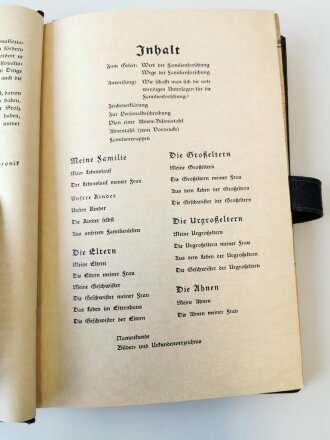 Inhalt
Zum Geleit: Wert der Familienforschung
Wege der Familienforschung
Anweisung: Wie schafft man sich die not-
wendigen Unterlagen für die
Familienforschung?
Zeichenerklärung
Zur Personalbeschreibung
Plan einer Ahnen-Bildnistafel
Ahnentafel (zwei Vordrucke)
Familienwappen
Meine Familie
Mein Lebenslauf
Der Lebenslauf meiner Frau
Unsere Kinder
Unsere Kinder
Die Kinder selbst
Aus unserem Familienleben
Die Eltern
Meine Eltern
Die Eltern meiner Frau
Meine Geschwister
Die Geschwister meiner Frau
Das Leben im Elternhaus
Die Geschwister der Eltern
Die Großeltern
Meine Großeltern
Die Großeltern meiner Frau
Aus dem Leben der Großeltern
Die Geschwister der Großeltern
Die Urgroßeltern
Meine Urgroßeltern
Die Urgroßeltern meiner Frau
Aus dem Leben der Urgroßeltern
Die Geschwister der Urgroßeltern
Die Ahnen
Meine Ahnen
Die Ahnen meiner Frau
Namenkunde
Bilder- und Urkundenverzeichnis